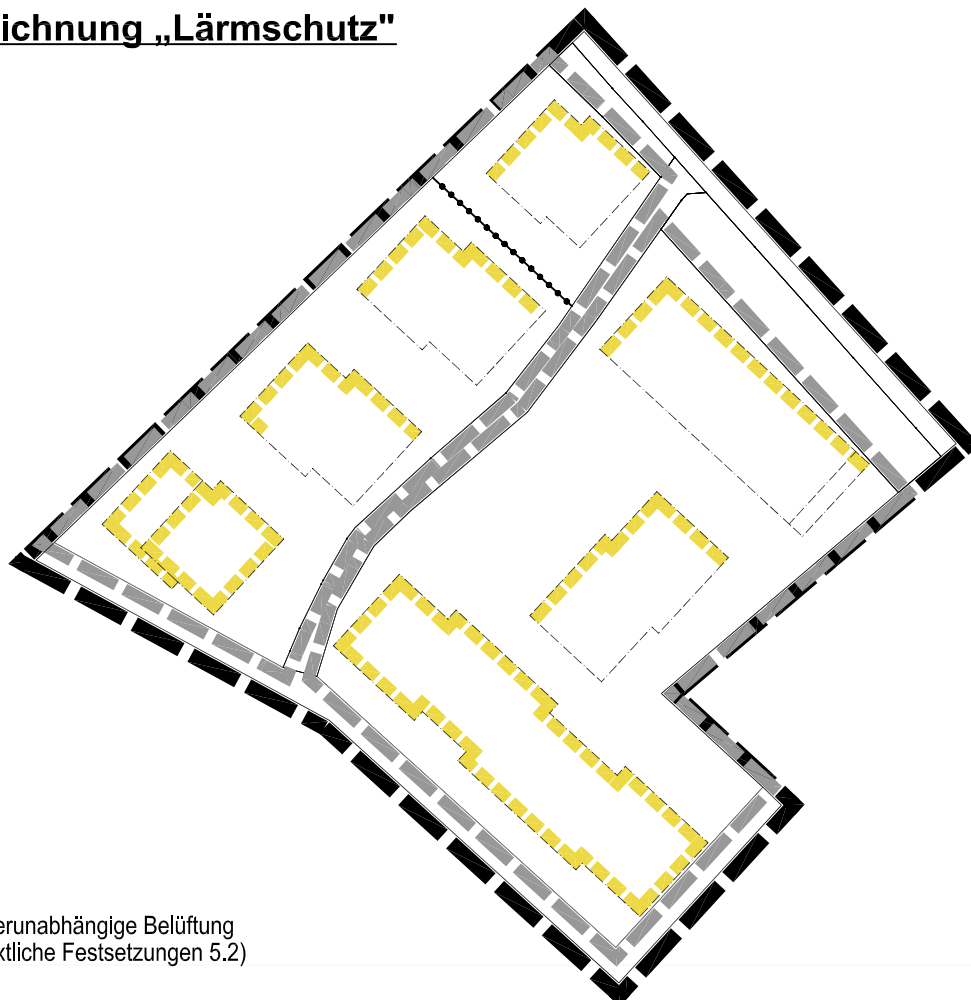 ichnung „Lärmschutz"
erunabhängige Belüftung
xtliche Festsetzungen 5.2)